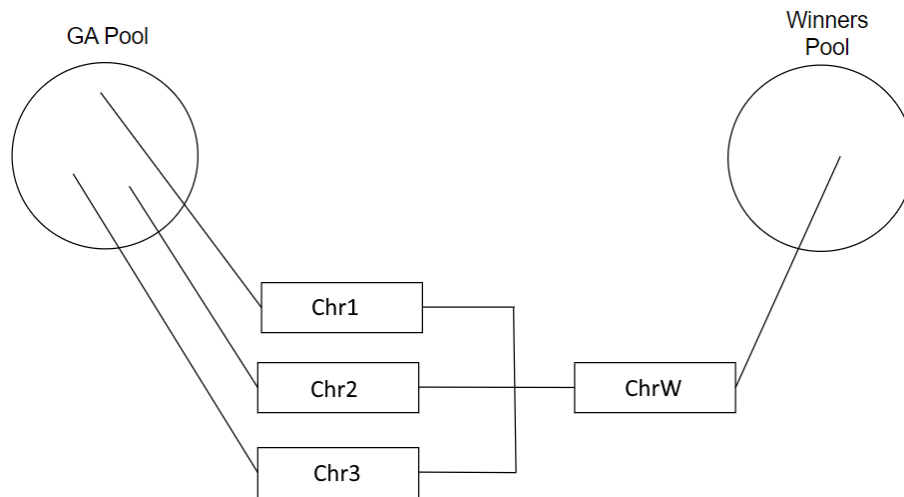 GA Pool
Winners
Pool
Chr1
Chr2
ChrW
Chr3